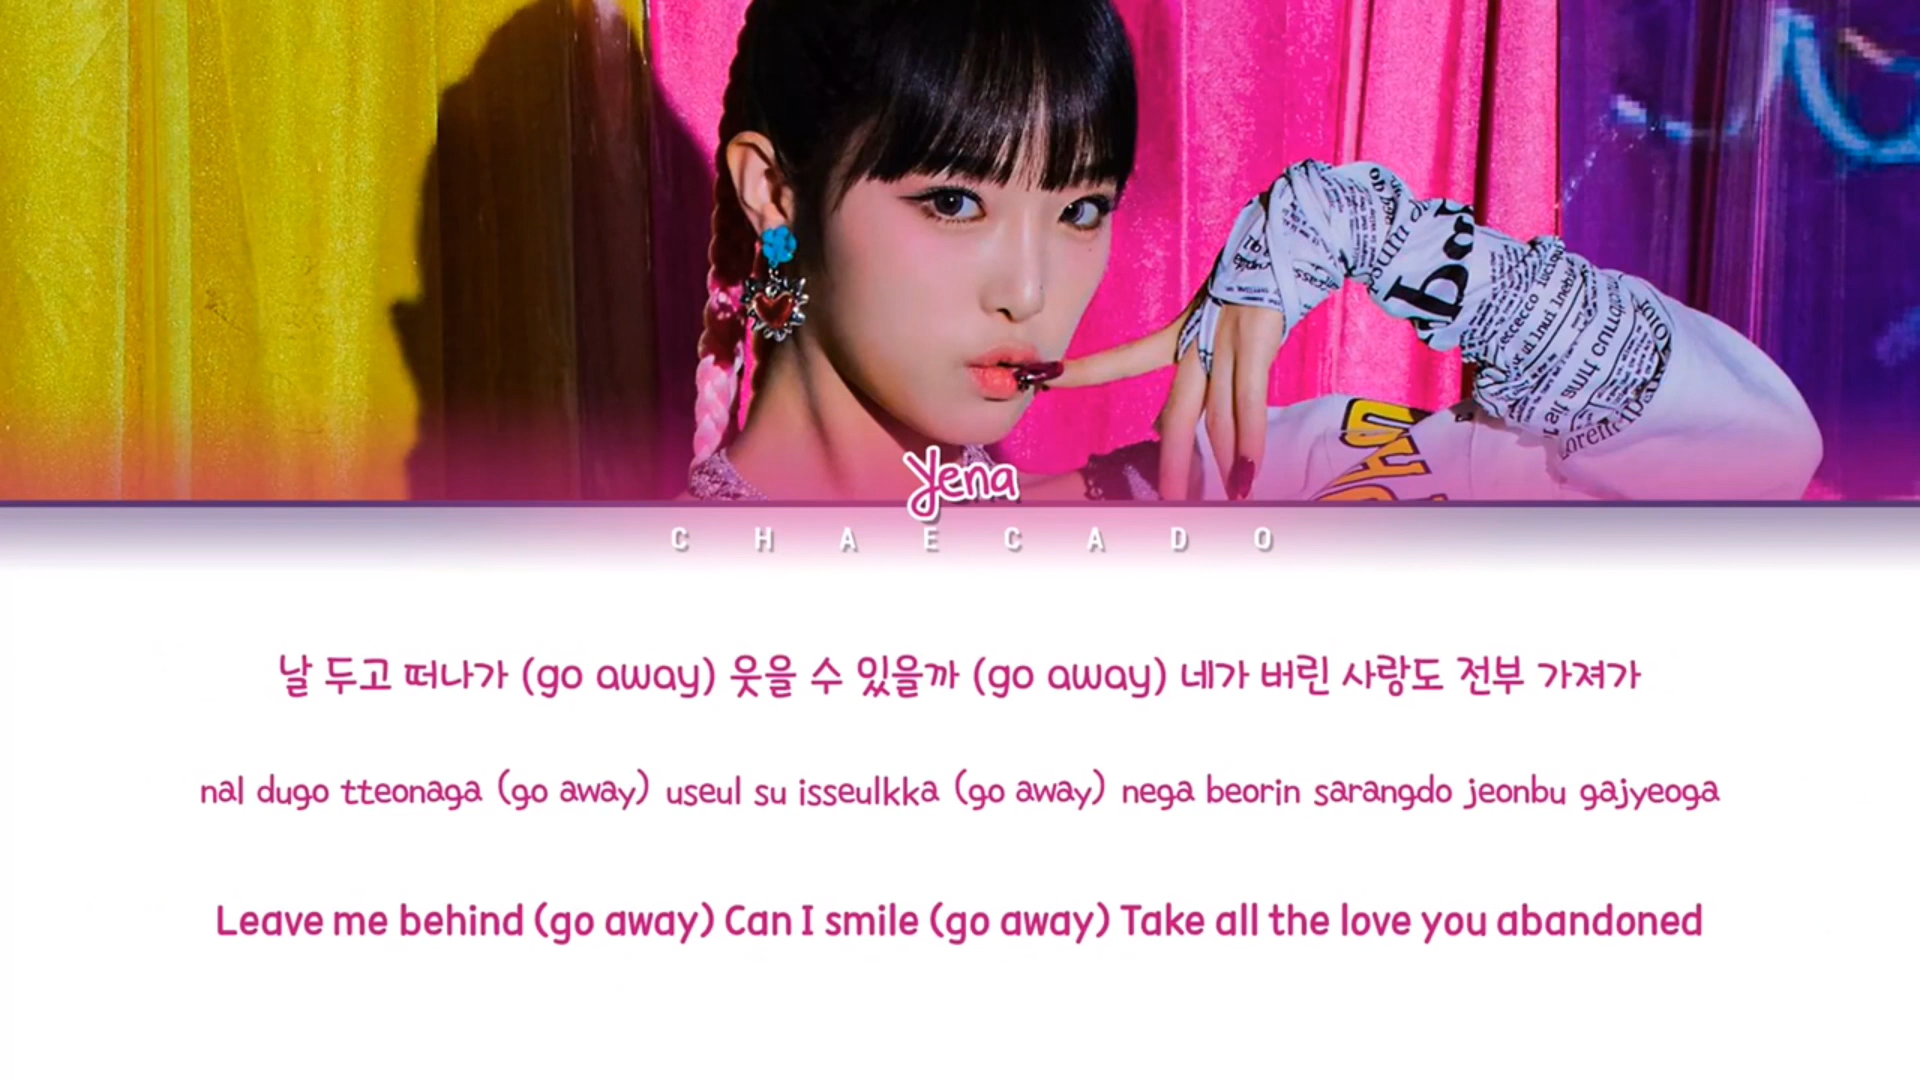 Yena
CHAECADO
날 두고 떠나가 (go away) 웃을 수 있을까 (go away) 네가 버린 사랑도 전부 가져가
nal dugo tteonaga (go away) useul su isseulkka (go away) nega beorin sarangdo jeonbu gajyeoga
Leave me behind (go away) Can I smile (go away) Take all the love you abandoned